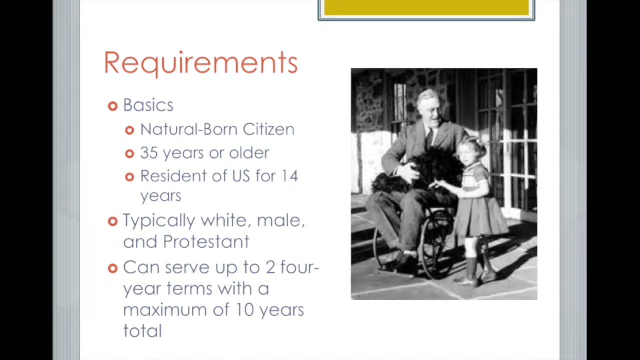 Requirements
Basics
Natural-Born Citizen
35 years or older
Resident of US for 14
years
Typically white, male,
and Protestant
Can serve up to 2 four-
year terms with a
maximum of 10 years
total